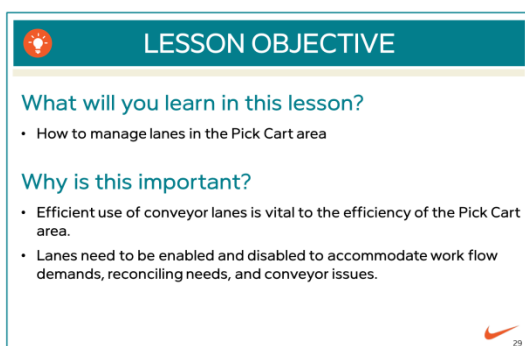 LESSON OBJECTIVE
What will you learn in this lesson?
• How to manage lanes in the Pick Cart area
Why is this important?
• Efficient use of conveyor lanes is vital to the efficiency of the Pick Cart
area.
• Lanes need to be enabled and disabled to accommodate work flow
demands, reconciling needs, and conveyor issues.
29